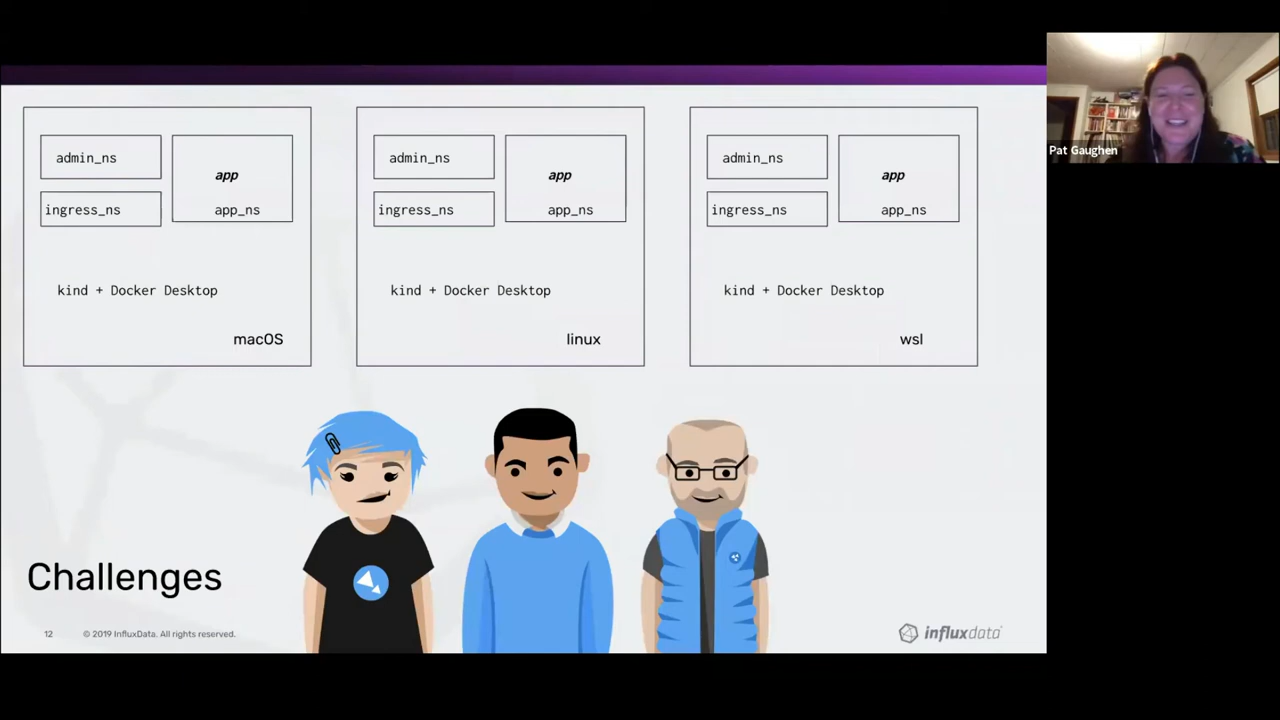 admin_ns
app
ingress_ns
app_ns
kind + Docker Desktop
macOS
admin_ns
app
ingress_ns
app_ns
kind + Docker Desktop
linux
admin_ns
app
ingress_ns
app_ns
kind + Docker Desktop
wsl
Pat Gaughen
Challenges
12
© 2019 InfluxData. All rights reserved.
influxdata